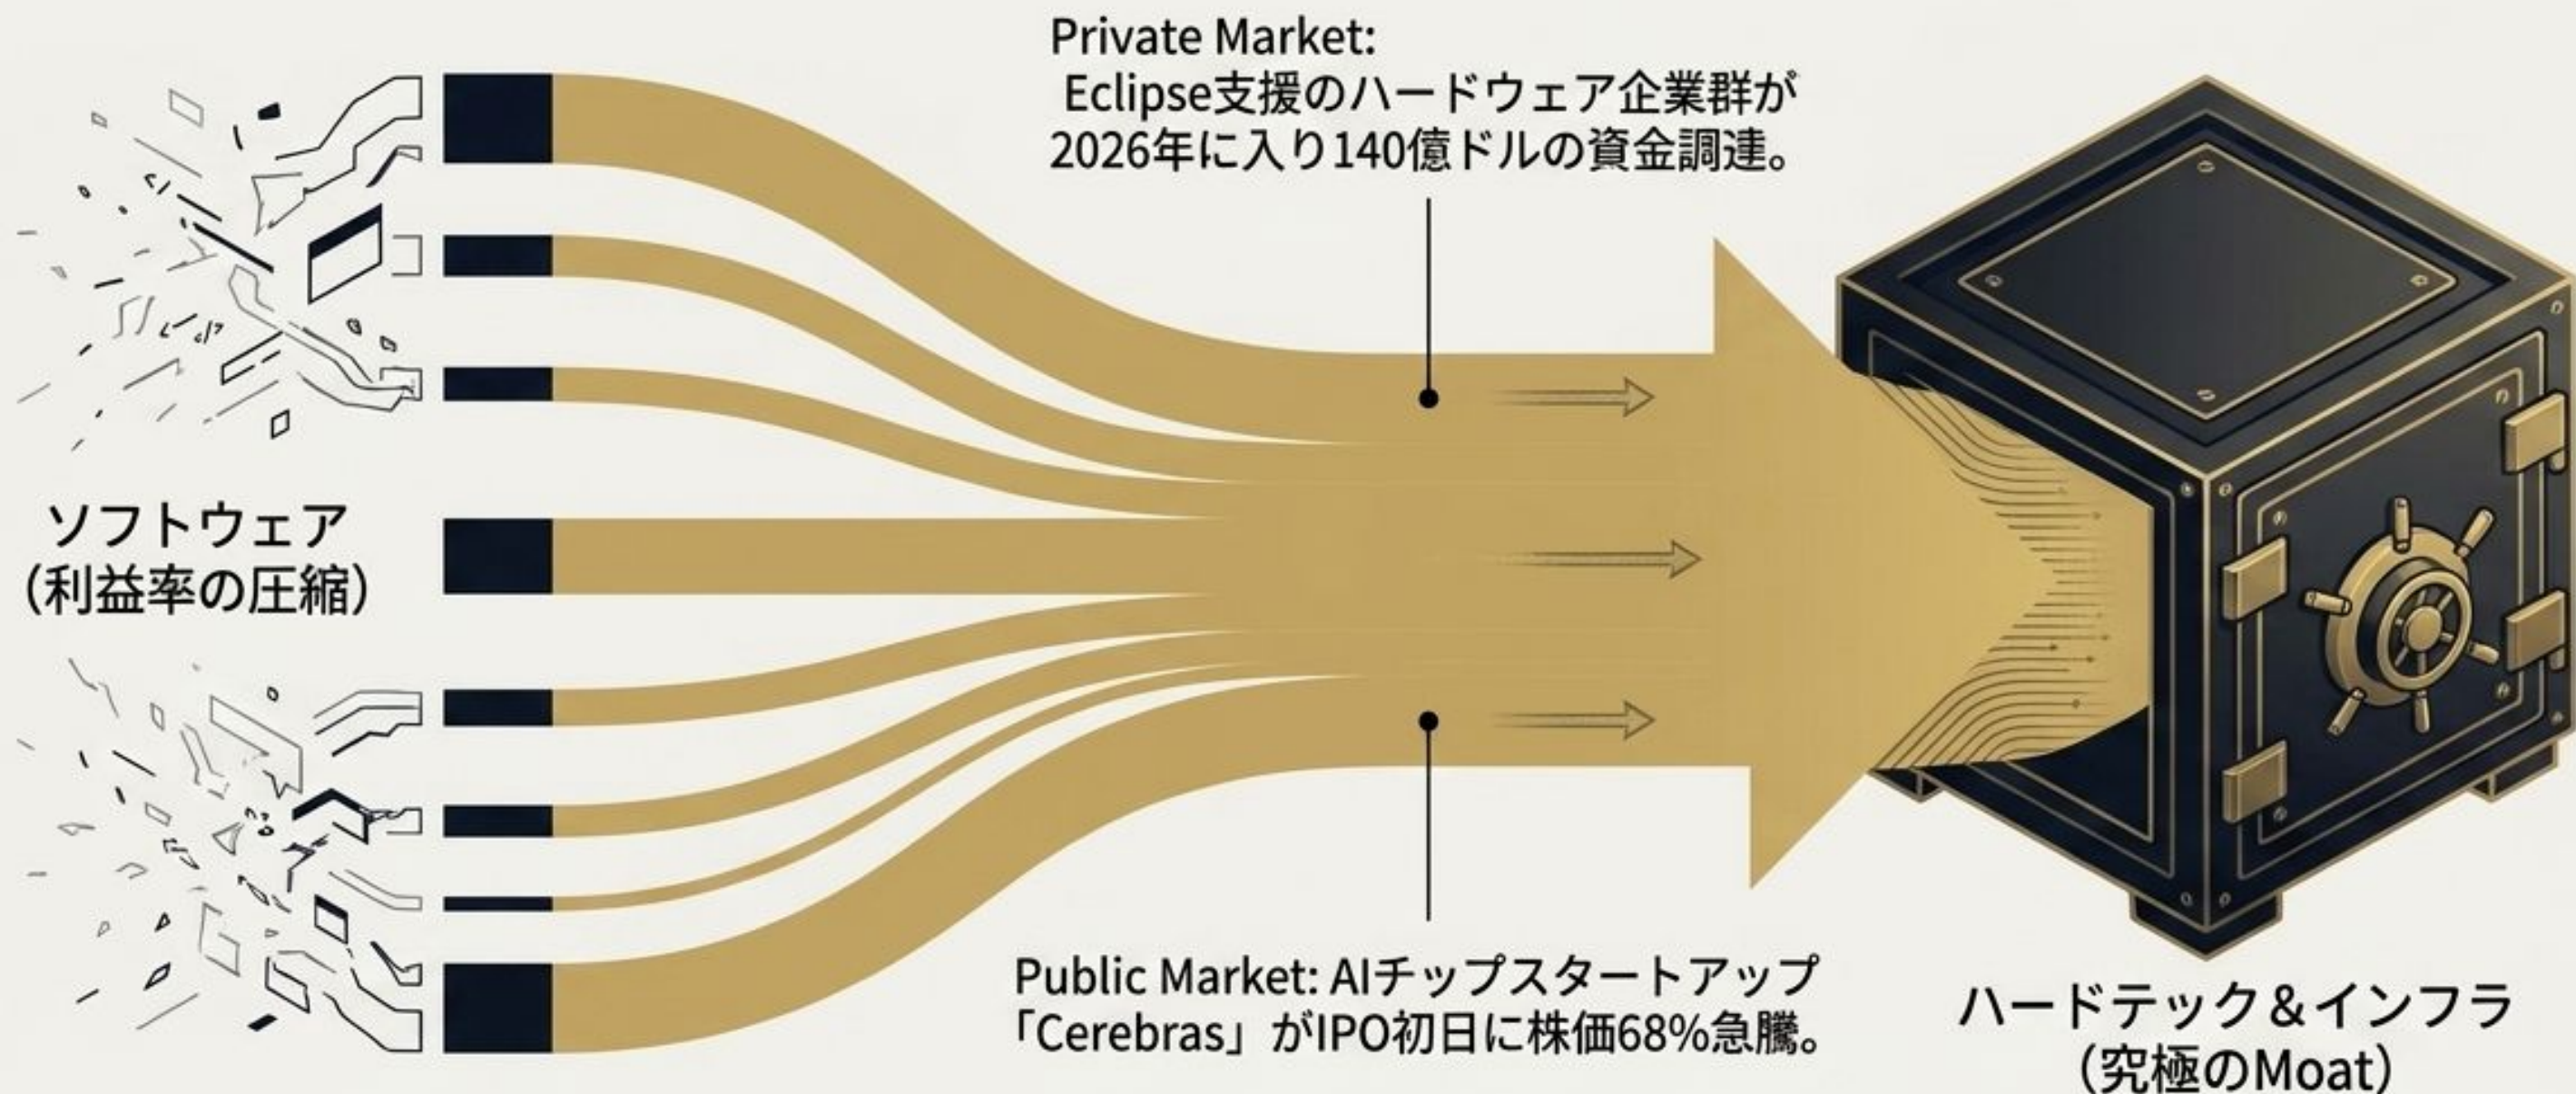 Private Market:
Eclipse支援のハードウェア企業群が
2026年に入り140億ドルの資金調達。
ソフトウェア
（利益率の圧縮）
Public Market: AIチップスタートアップ
「Cerebras」がIPO初日に株価68%急騰。
ハードテック＆インフラ
（究極のMoat）